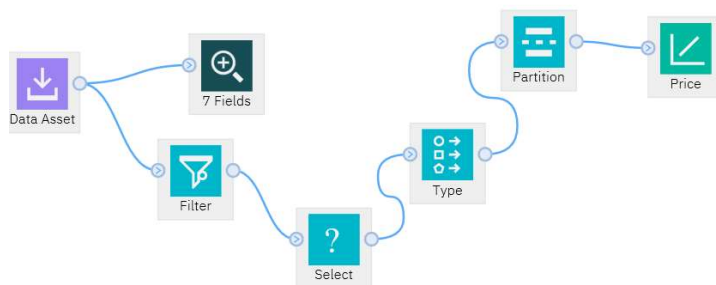 Partition
Price
Data Asset
7 Fields
Type
Filter
?
Select